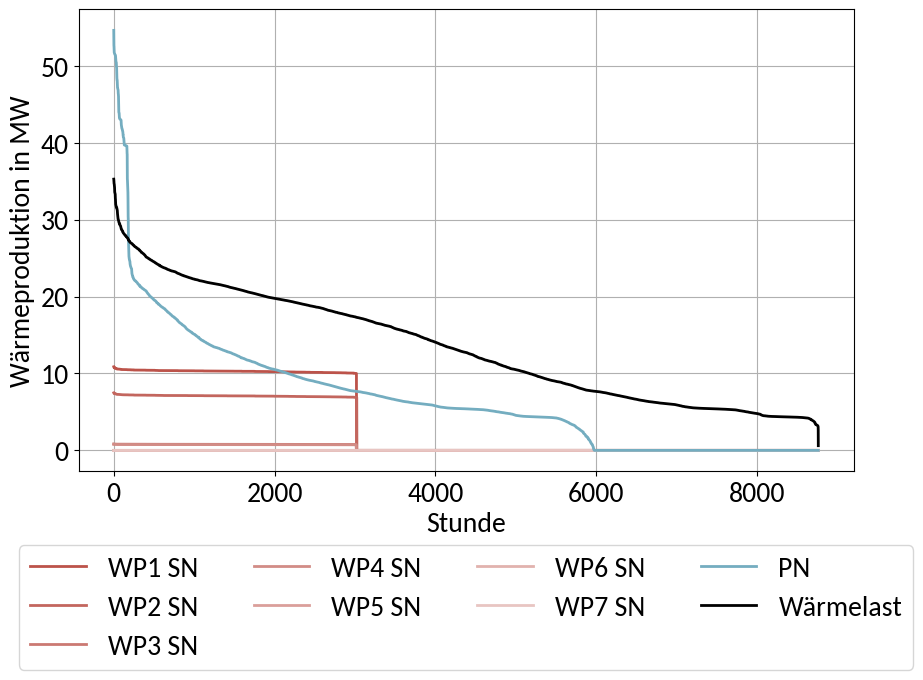 Wärmeproduktion in MW
50
40
30
20
10
0
0 2000 4000 6000 8000
Stunde
WP1 SN WP4 SN WP6 SN PN
WP2 SN WP5 SN WP7 SN Wärmelast
WP3 SN